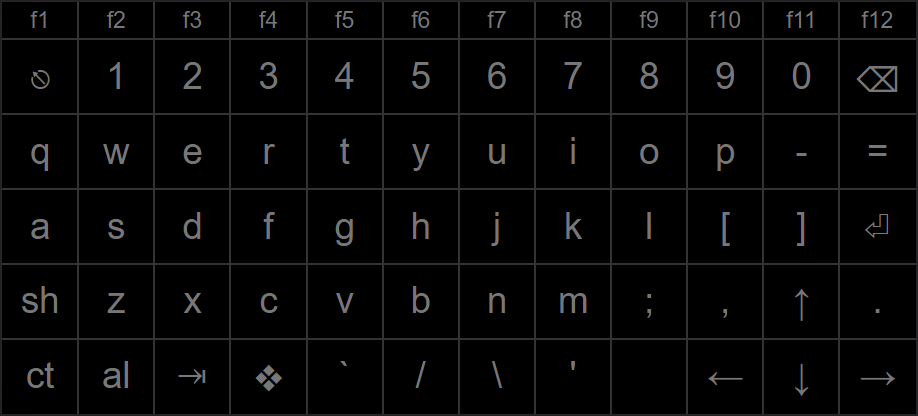 f1 f2 f3 f4 f5 f6 f7 f8 f9 f10 f11 f12
⎋ 1 2 3 4 5 6 7 8 9 0 ⌫
q w e r t y u i o p - =
a s d f g h j k l [ ] ⏎
sh z x c v b n m ; , ↑ .
ct al ⇥ ❖ ` / \ ' ← ↓ →